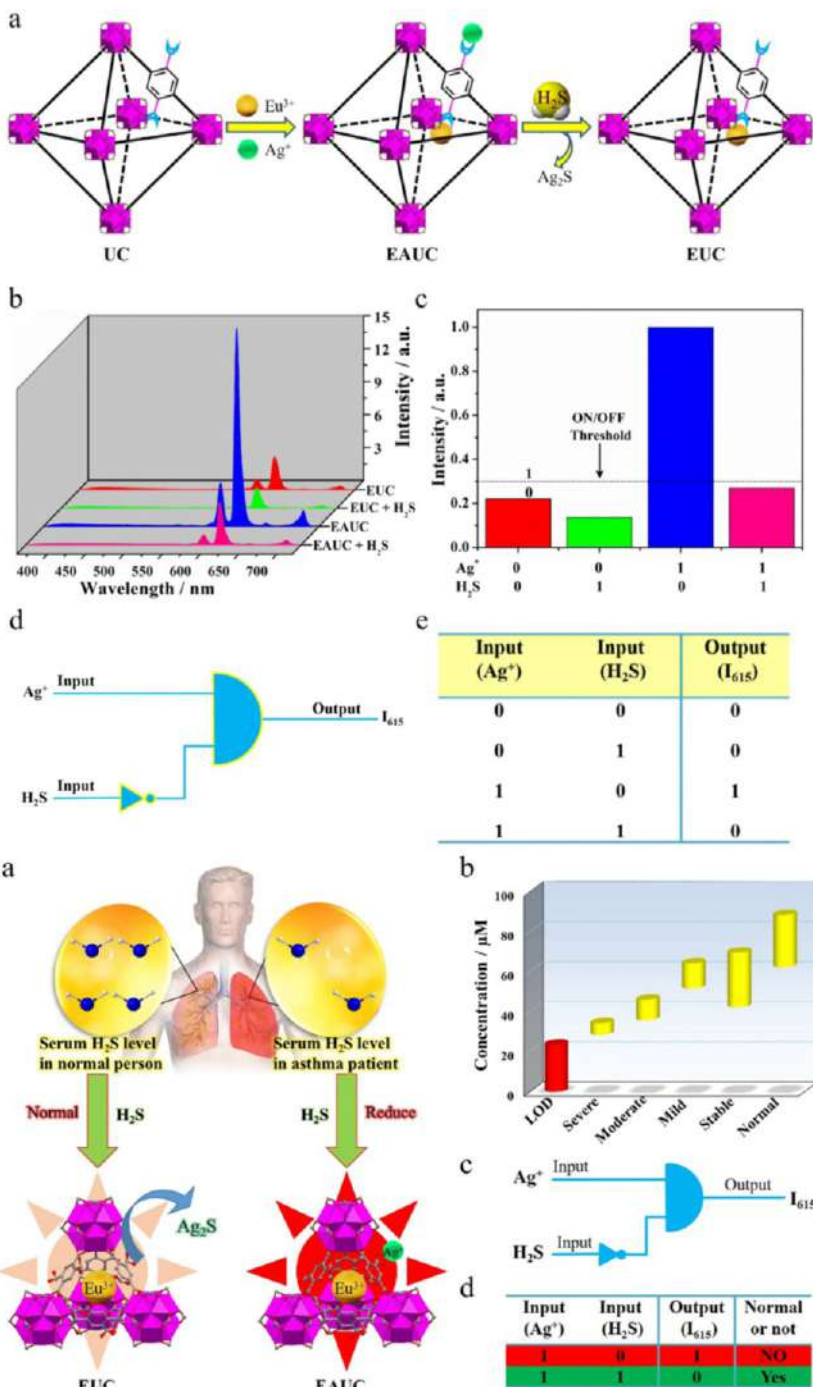 a
Eu³⁺
Ag⁺
H₂S
Ag₂S
UC
EAUC
EUC
b
15
12
9
6
3
Intensity / a.u.
EUC
EUC + H₂S
EAUC
EAUC + H₂S
400 450 500 550 600 650 700
Wavelength / nm
c
1.0
0.8
0.6
0.4
0.2
0.0
Intensity / a.u.
ON/OFF
Threshold
1
0
Ag⁺ 0 0 1 1
H₂S 0 1 0 1
d
Ag⁺ Input
Output I₆₁₅
H₂S Input
e
Input Input Output
(Ag⁺) (H₂S) (I₆₁₅)
0 0 0
0 1 0
1 0 1
1 1 0
a
Serum H₂S level
in normal person
Serum H₂S level
in asthma patient
Normal H₂S
H₂S Reduce
Ag₂S
Eu³⁺
Ag⁺
Eu³⁺
EUC
EAUC
b
100
80
60
40
20
0
Concentration / μM
LOD Severe Moderate Mild Stable Normal
c
Ag⁺ Input
Output I₆₁₅
H₂S Input
d
Input Input Output Normal
(Ag⁺) (H₂S) (I₆₁₅) or not
1 0 1 NO
1 1 0 Yes